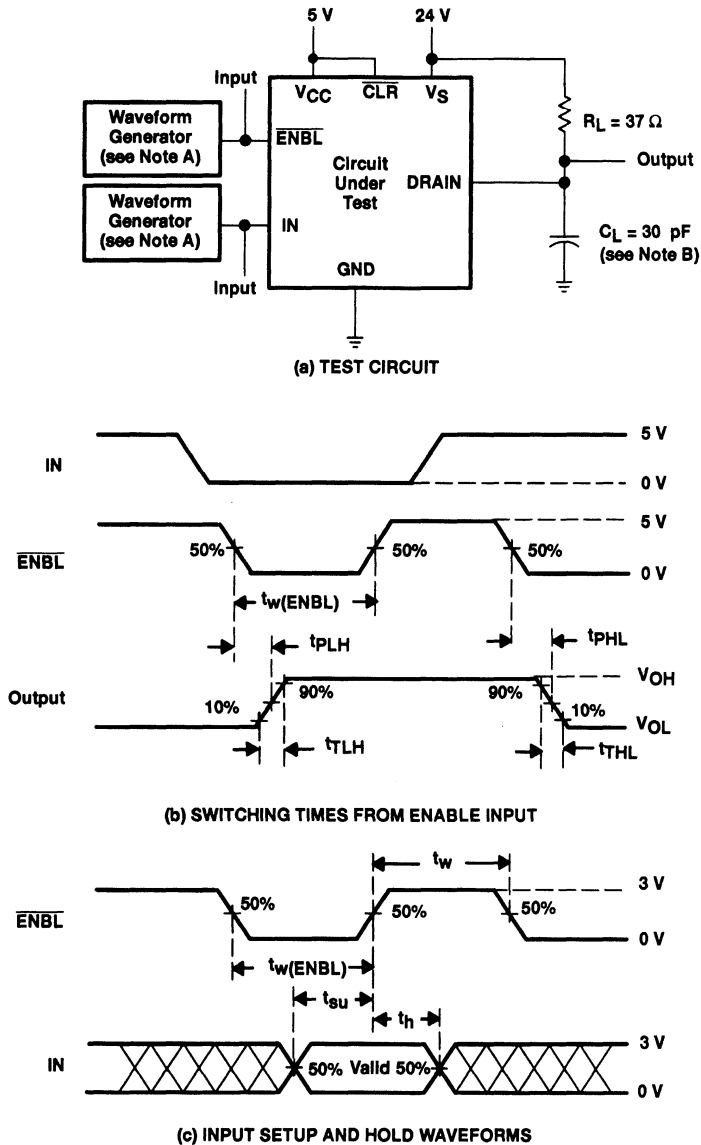 5 V
24 V
Input
VCC
CLR
VS
Waveform
Generator
(see Note A)
ENBL
Circuit
Under
Test
DRAIN
RL = 37 Ω
Output
Waveform
Generator
(see Note A)
IN
CL = 30 pF
(see Note B)
Input
GND
(a) TEST CIRCUIT
IN
5 V
0 V
ENBL
50%
50%
50%
5 V
0 V
tw(ENBL)
tPLH
tPHL
Output
10%
90%
90%
10%
VOH
VOL
tTLH
tTHL
(b) SWITCHING TIMES FROM ENABLE INPUT
tw
ENBL
50%
50%
50%
3 V
0 V
tw(ENBL)
tsu
th
IN
50% Valid 50%
3 V
0 V
(c) INPUT SETUP AND HOLD WAVEFORMS